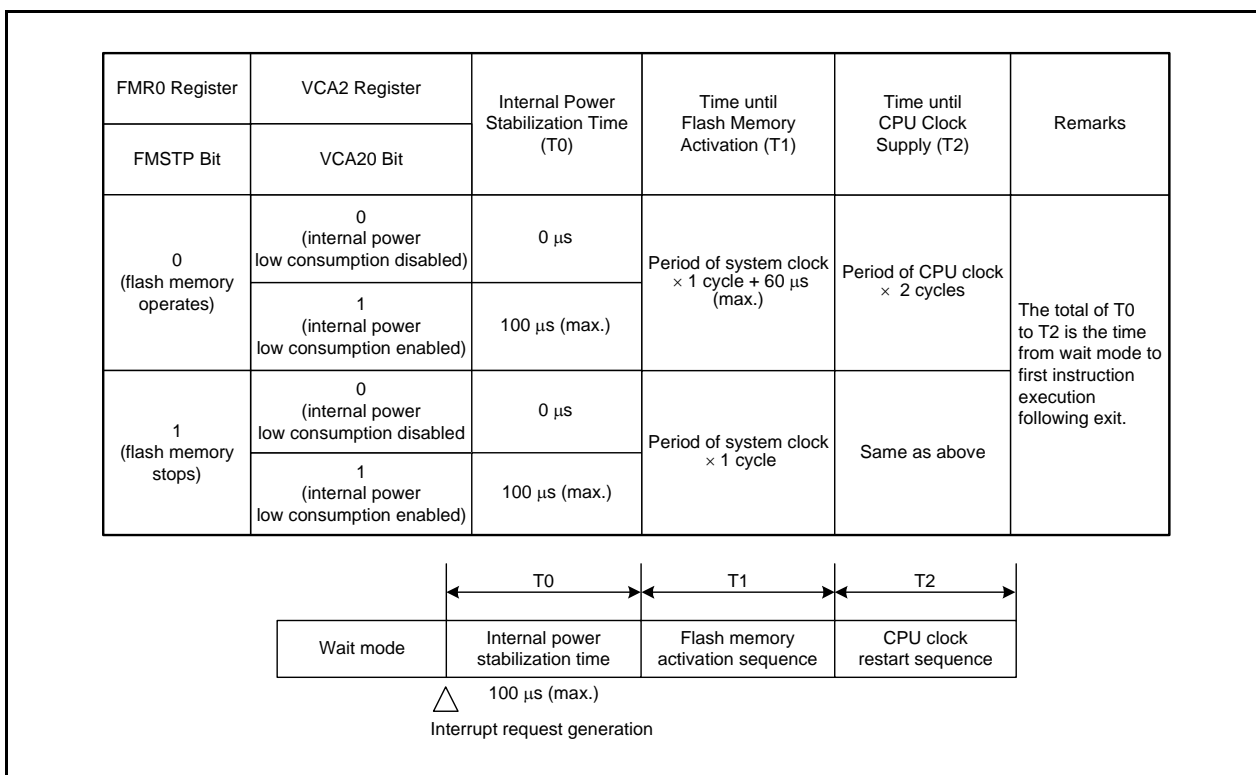 FMR0 Register
VCA2 Register
Internal Power
Stabilization Time
(T0)
Time until
Flash Memory
Activation (T1)
Time until
CPU Clock
Supply (T2)
Remarks
FMSTP Bit
VCA20 Bit
0
(flash memory
operates)
0
(internal power
low consumption disabled)
0 μs
Period of system clock
× 1 cycle + 60 μs
(max.)
Period of CPU clock
× 2 cycles
The total of T0
to T2 is the time
from wait mode to
first instruction
execution
following exit.
1
(internal power
low consumption enabled)
100 μs (max.)
1
(flash memory
stops)
0
(internal power
low consumption disabled
0 μs
Period of system clock
× 1 cycle
Same as above
1
(internal power
low consumption enabled)
100 μs (max.)
T0
T1
T2
Wait mode
Internal power
stabilization time
Flash memory
activation sequence
CPU clock
restart sequence
100 μs (max.)
Interrupt request generation